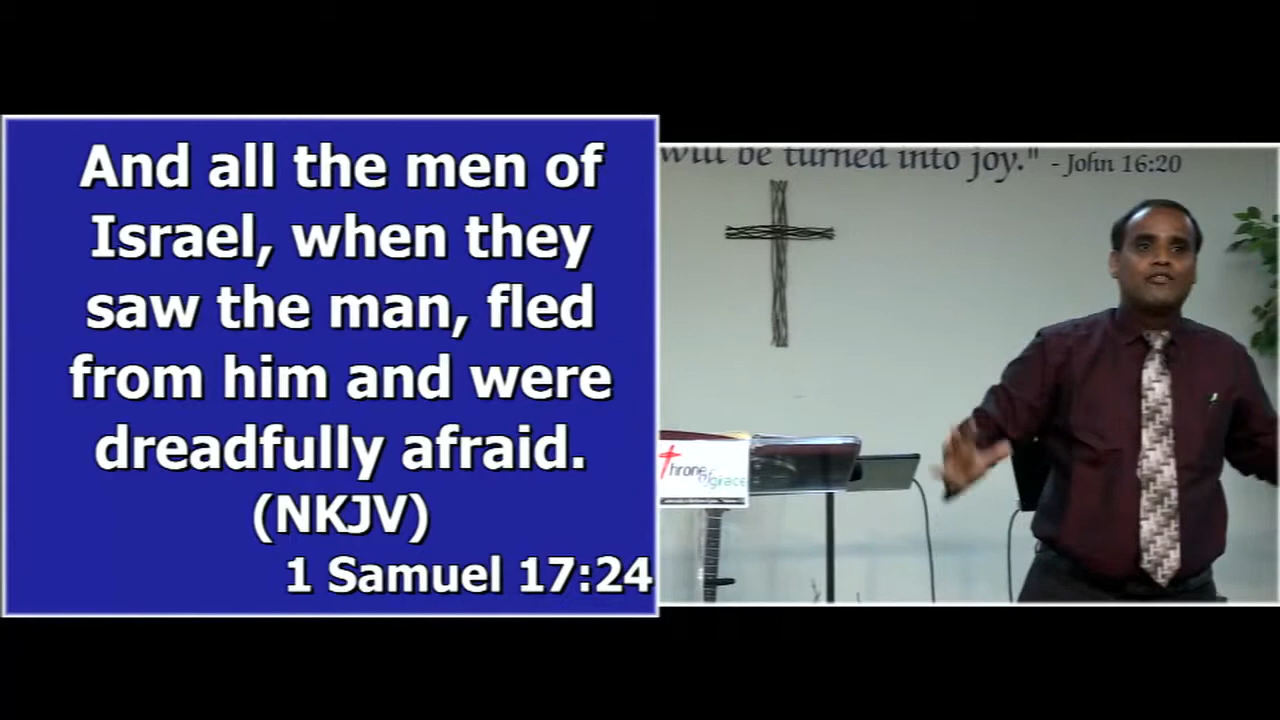 And all the men of
Israel, when they
saw the man, fled
from him and were
dreadfully afraid.
(NKJV)
1 Samuel 17:24
will be turned into joy." - John 16:20
Throne
of grace